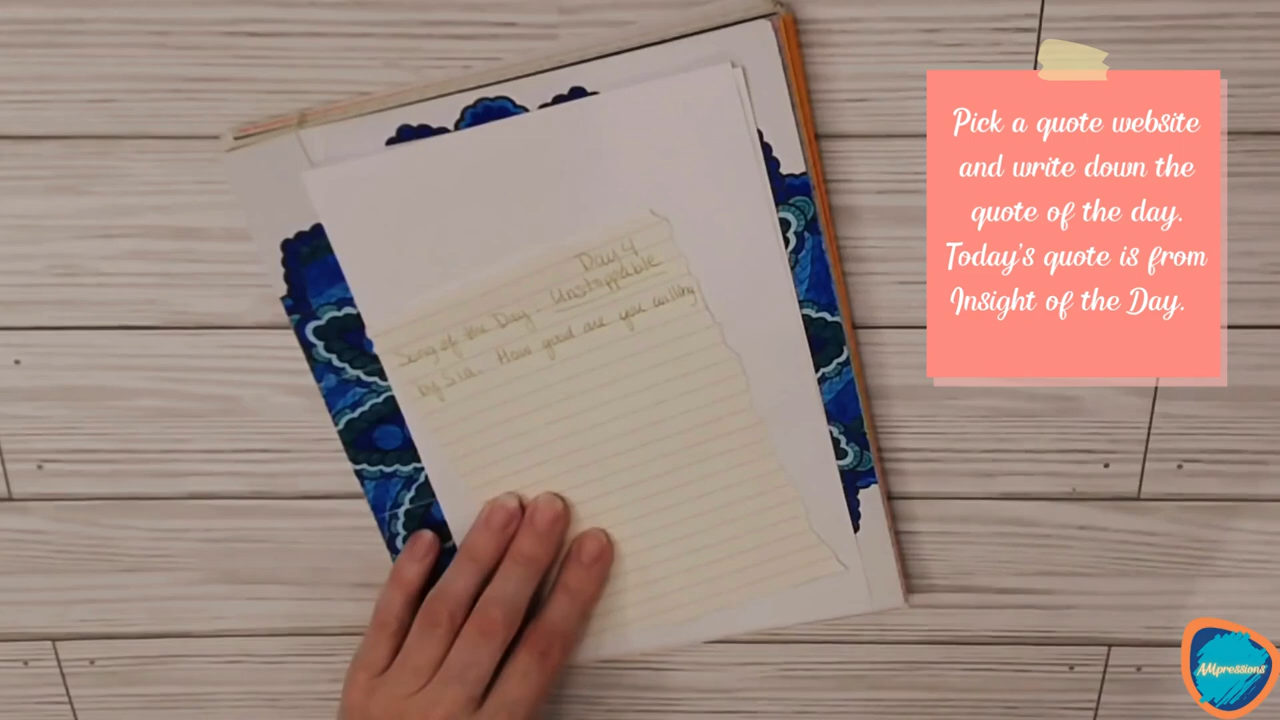 Day 4
Song of the Day - Unstoppable
by Sia. How good are you willing
Pick a quote website
and write down the
quote of the day.
Today's quote is from
Insight of the Day.
AMpressions